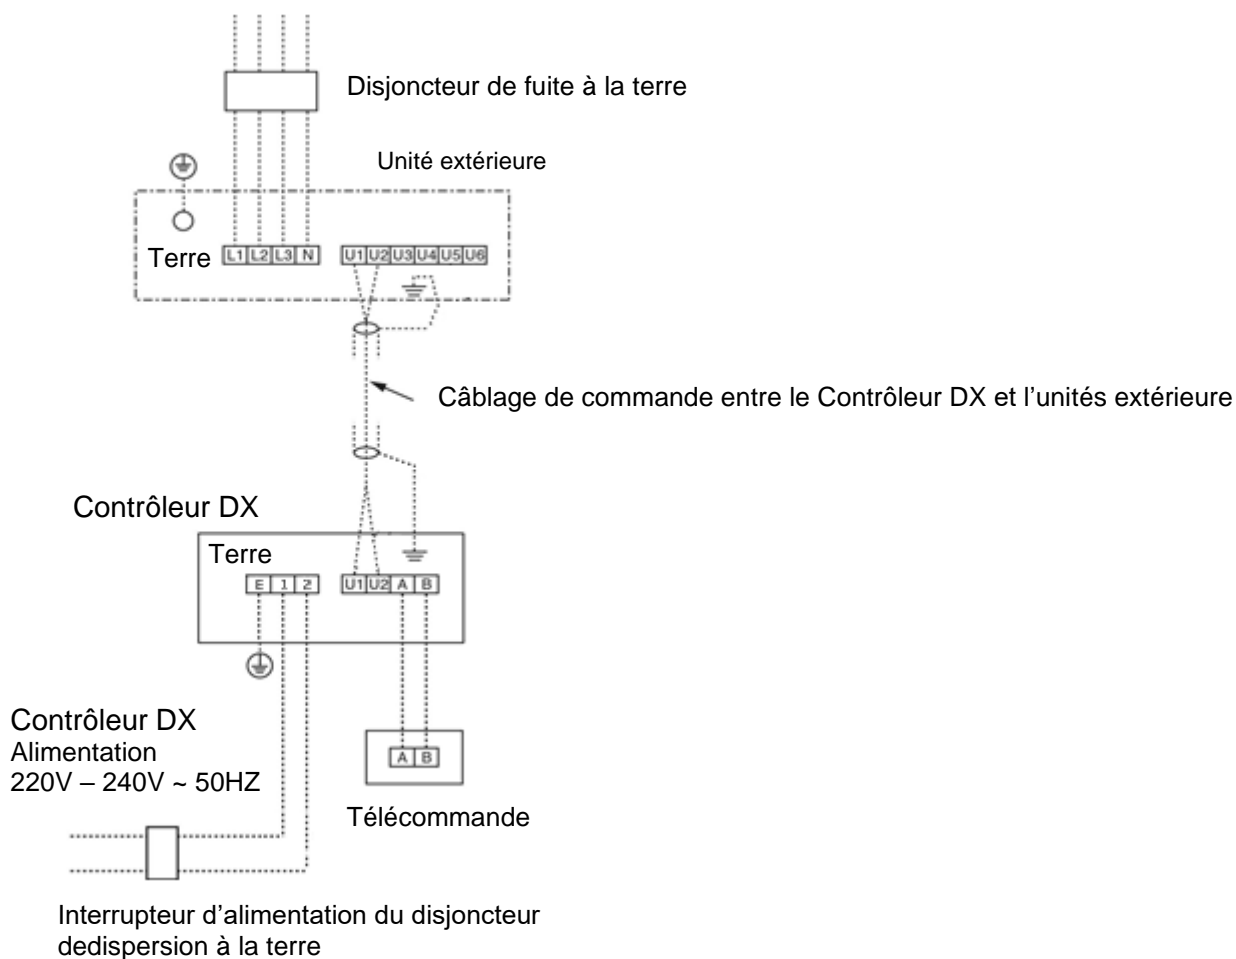 Disjoncteur de fuite à la terre
Unité extérieure
Terre L1 L2 L3 N U1 U2 U3 U4 U5 U6
Câblage de commande entre le Contrôleur DX et l’unités extérieure
Contrôleur DX
Terre
E 1 2 U1 U2 A B
Contrôleur DX
Alimentation
220V – 240V ~ 50HZ
A B
Télécommande
Interrupteur d’alimentation du disjoncteur
dedispersion à la terre